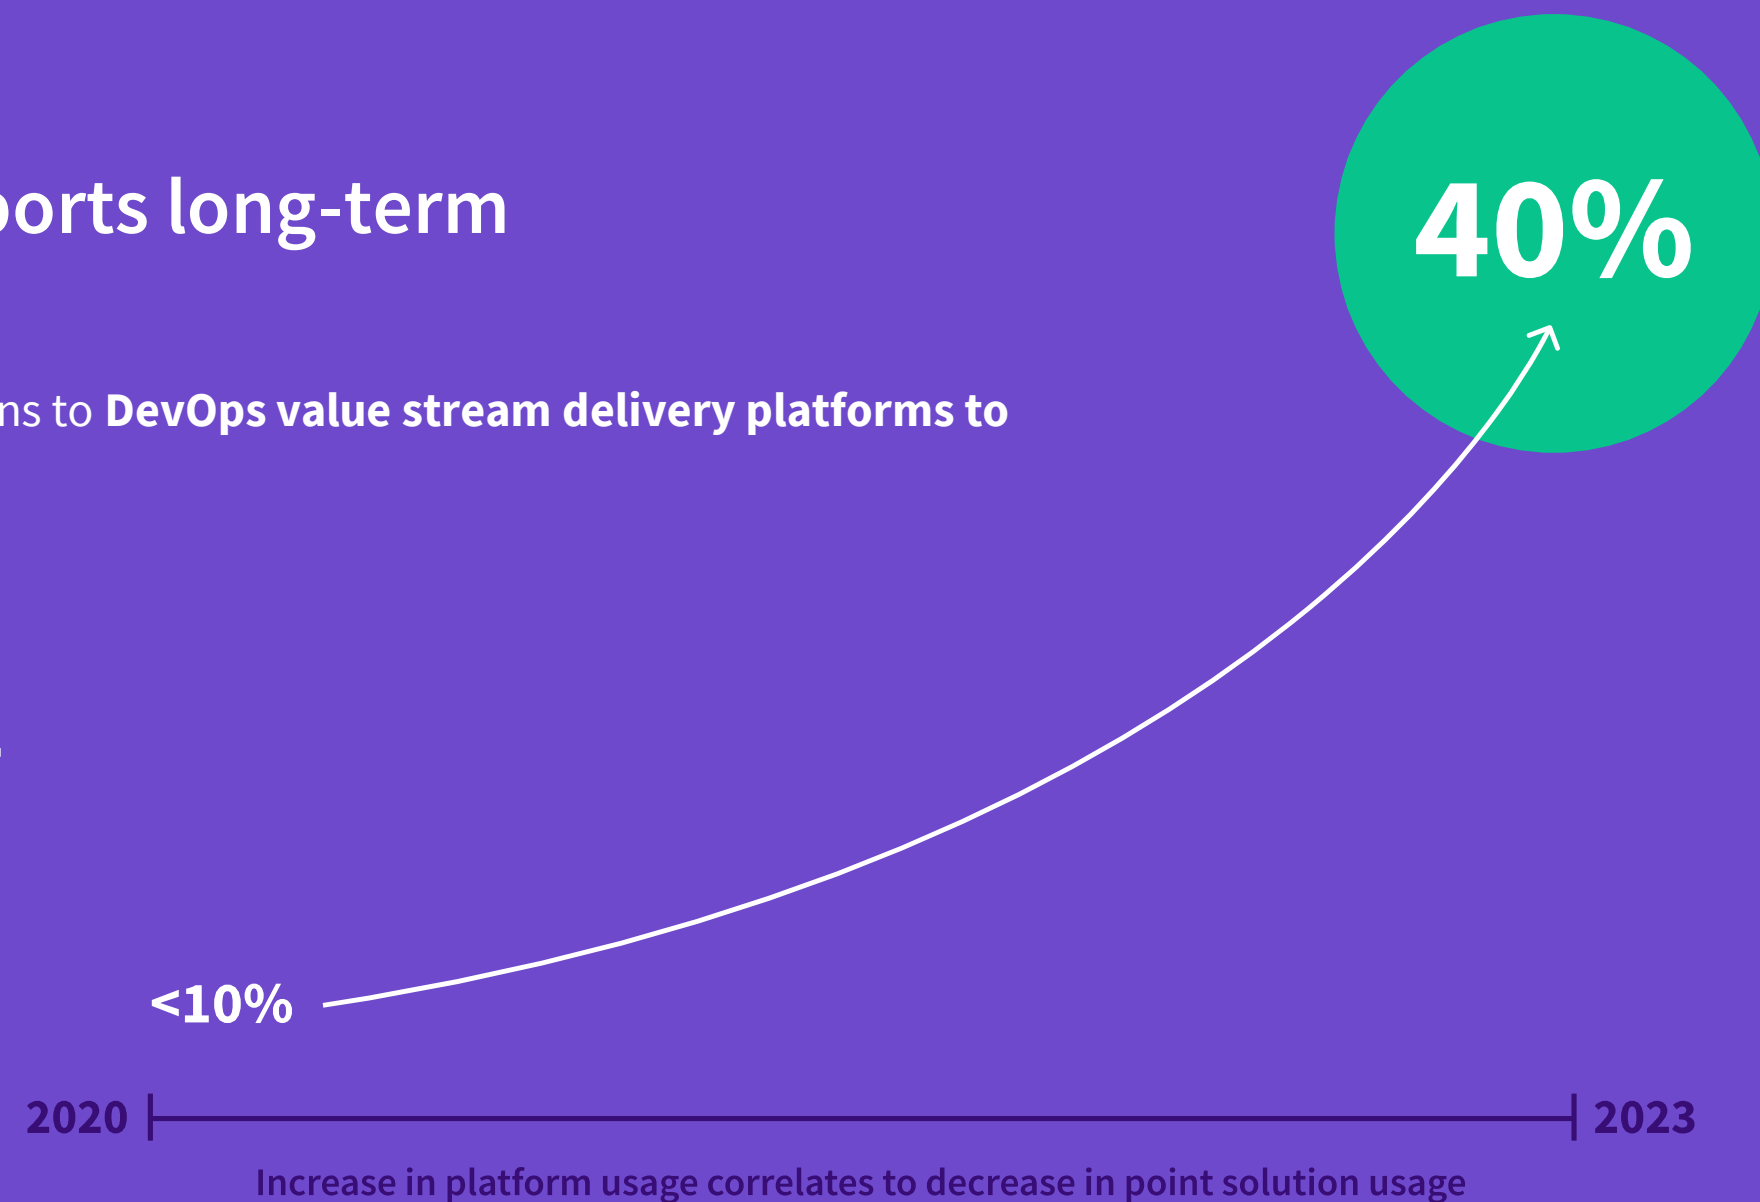 ports long-term
40%
ns to DevOps value stream delivery platforms to
<10%
2020
2023
Increase in platform usage correlates to decrease in point solution usage